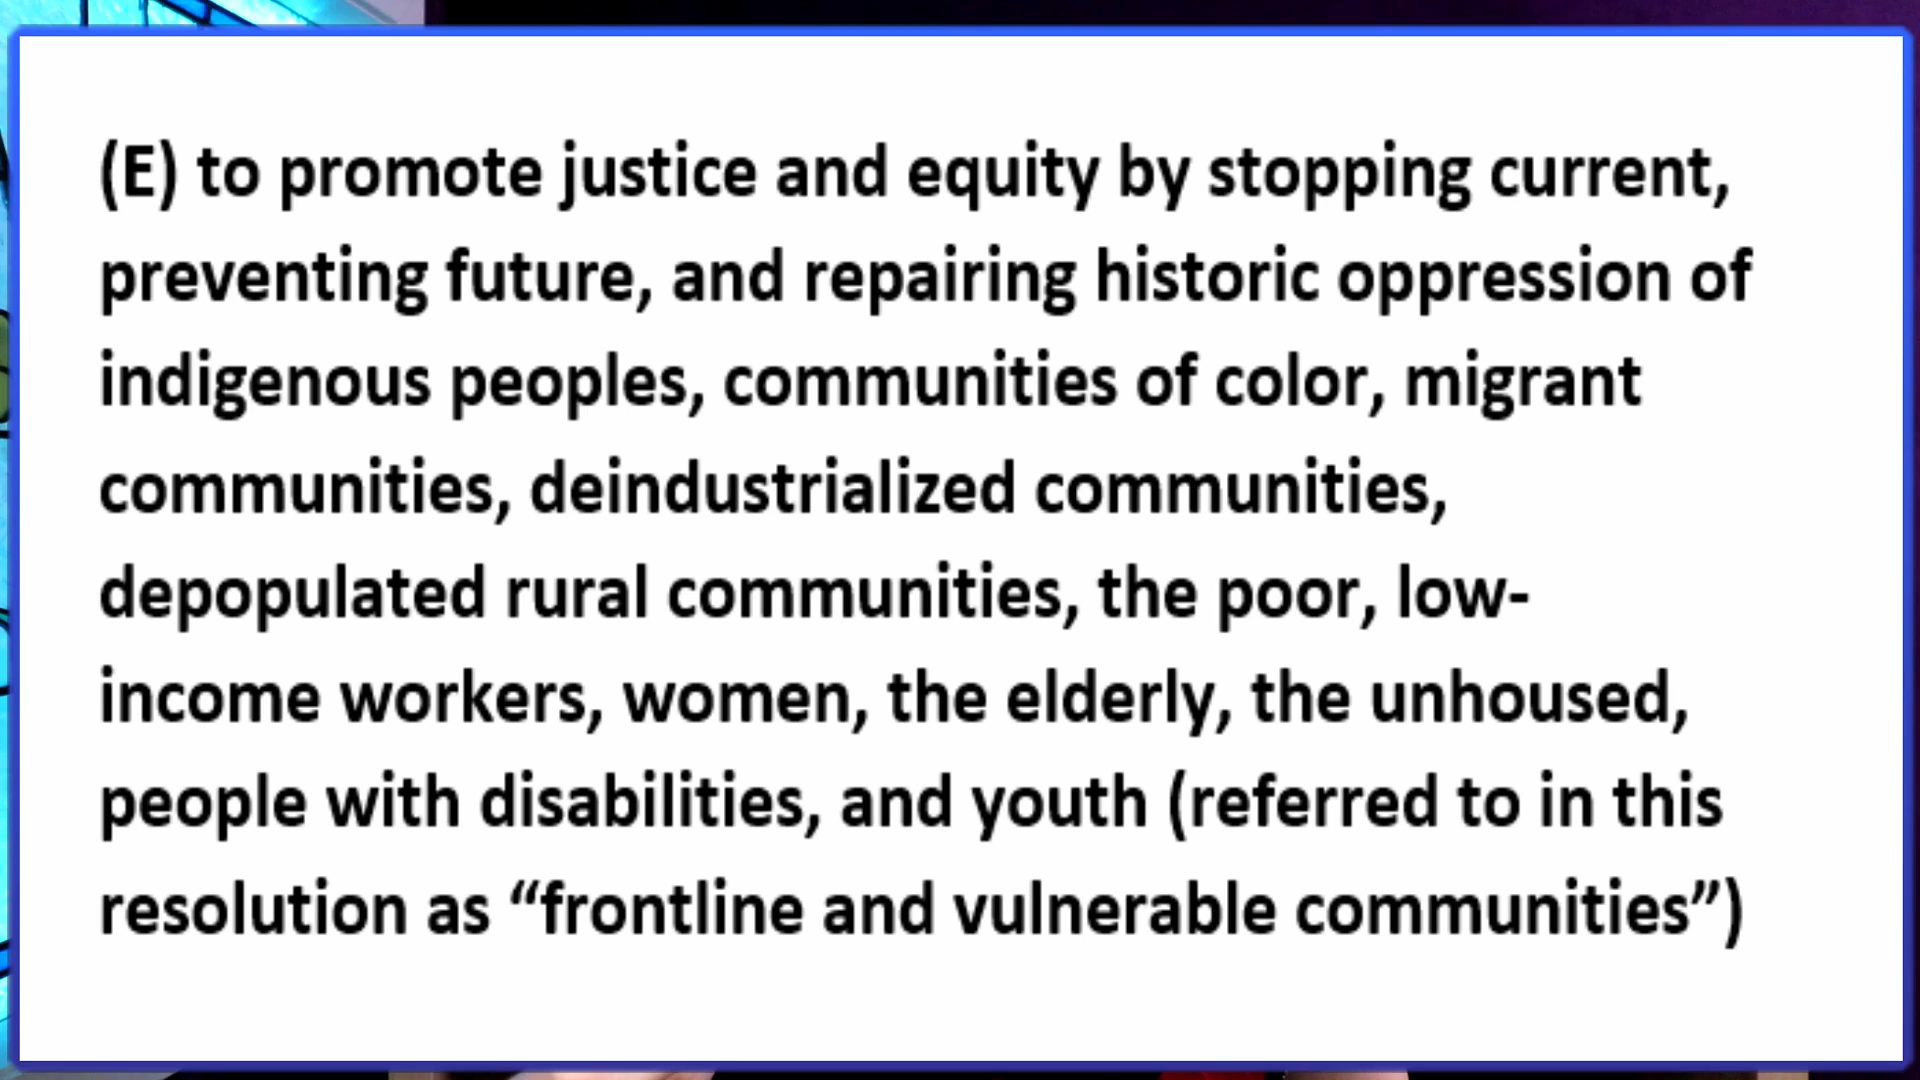 (E) to promote justice and equity by stopping current,
preventing future, and repairing historic oppression of
indigenous peoples, communities of color, migrant
communities, deindustrialized communities,
depopulated rural communities, the poor, low-
income workers, women, the elderly, the unhoused,
people with disabilities, and youth (referred to in this
resolution as “frontline and vulnerable communities”)